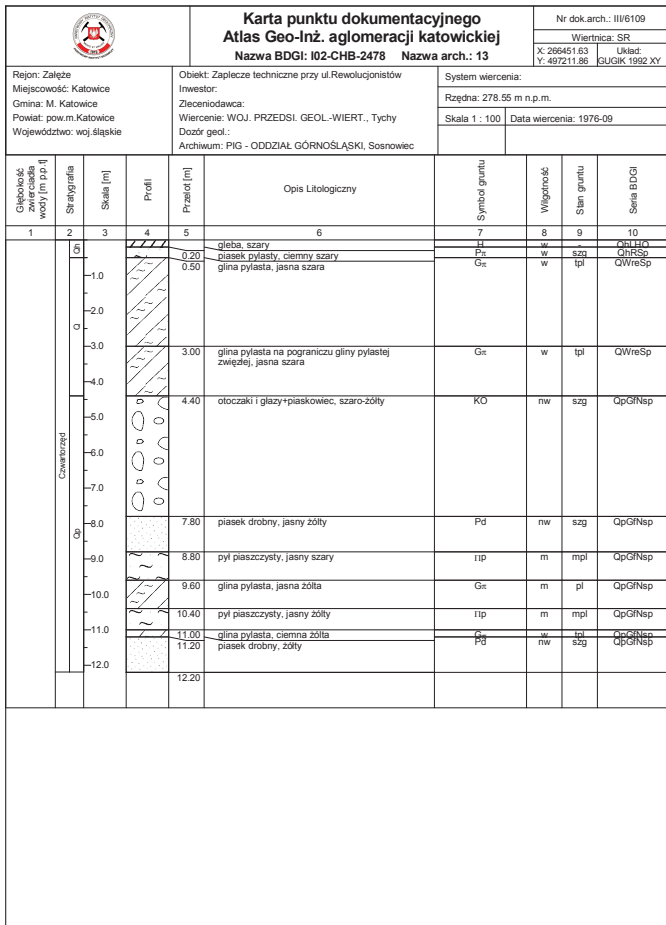 Karta punktu dokumentacyjnego
Atlas Geo-Inż. aglomeracji katowickiej
Nazwa BDGI: I02-CHB-2478 Nazwa arch.: 13
Nr dok.arch.: III/6109
Wiertnica: SR
X: 266451.63
Y: 497211.86
Układ:
GUGIK 1992 XY
Rejon: Załęże
Miejscowość: Katowice
Gmina: M. Katowice
Powiat: pow.m.Katowice
Województwo: woj.śląskie
Obiekt: Zaplecze techniczne przy ul.Rewolucjonistów
Inwestor:
Zleceniodawca:
Wiercenie: WOJ. PRZEDSI. GEOL.-WIERT., Tychy
Dozór geol.:
Archiwum: PIG - ODDZIAŁ GÓRNOŚLĄSKI, Sosnowiec
System wiercenia:
Rzędna: 278.55 m n.p.m.
Skala 1 : 100 Data wiercenia: 1976-09
Głębokość
zwierciadła
wody [m p.p.t]
Stratygrafia
Skala [m]
Profil
Przelot [m]
Opis Litologiczny
Symbol gruntu
Wilgotność
Stan gruntu
Seria BDGI
1 2 3 4 5 6 7 8 9 10
Qh
Q
Czwartorzęd
Qp
-1.0
-2.0
-3.0
-4.0
-5.0
-6.0
-7.0
-8.0
-9.0
-10.0
-11.0
-12.0
gleba, szary H w - QhLHO
0.20 piasek pylasty, ciemny szary Pπ w szg QhRSp
0.50 glina pylasta, jasna szara Gπ w tpl QWreSp
3.00 glina pylasta na pograniczu gliny pylastej Gπ w tpl QWreSp
zwięzłej, jasna szara
4.40 otoczaki i głazy+piaskowiec, szaro-żółty KO nw szg QpGfNsp
7.80 piasek drobny, jasny żółty Pd nw szg QpGfNsp
8.80 pył piaszczysty, jasny szary Πp m mpl QpGfNsp
9.60 glina pylasta, jasna żółta Gπ m pl QpGfNsp
10.40 pył piaszczysty, jasny żółty Πp m mpl QpGfNsp
11.00 glina pylasta, ciemna żółta Gπ w tpl QpGfNsp
11.20 piasek drobny, żółty Pd nw szg QpGfNsp
12.20